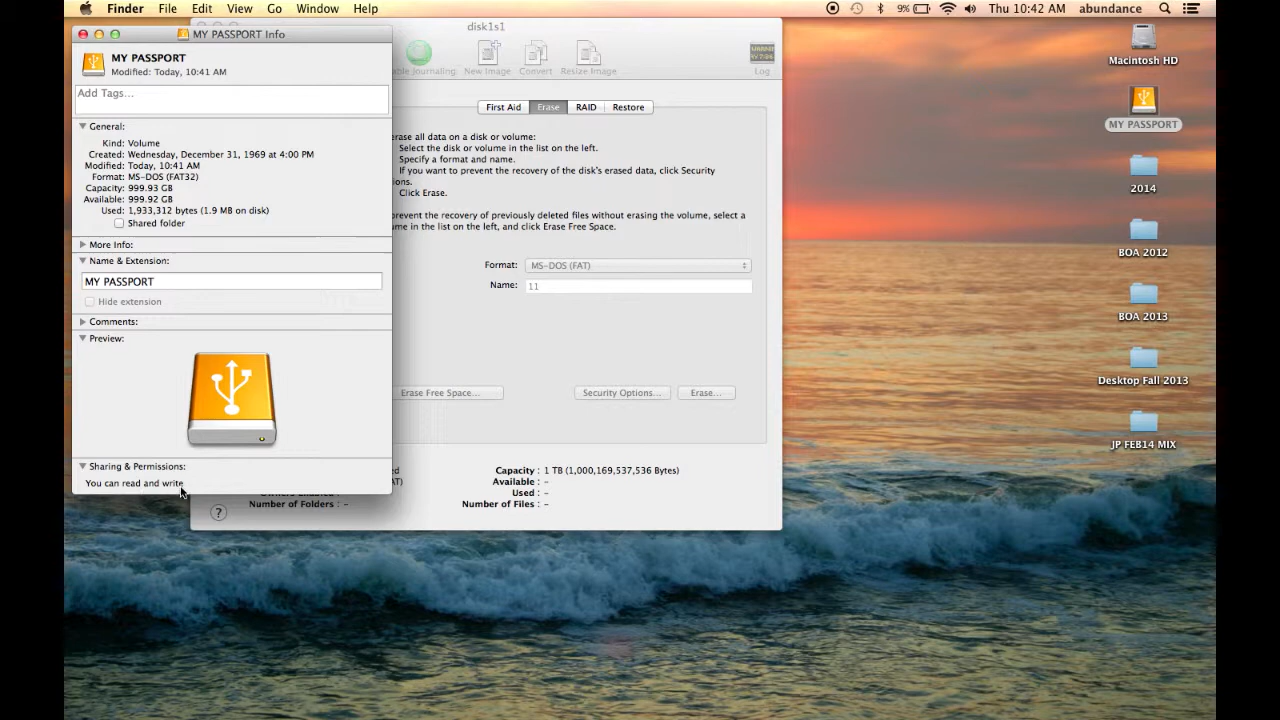 Finder File Edit View Go Window Help 9% Thu 10:42 AM abundance
disk1s1
MY PASSPORT Info
MY PASSPORT
Modified: Today, 10:41 AM
Add Tags...
General:
Kind: Volume
Created: Wednesday, December 31, 1969 at 4:00 PM
Modified: Today, 10:41 AM
Format: MS-DOS (FAT32)
Capacity: 999.93 GB
Available: 999.92 GB
Used: 1,933,312 bytes (1.9 MB on disk)
Shared folder
More Info:
Name & Extension:
MY PASSPORT
Hide extension
Comments:
Preview:
Sharing & Permissions:
You can read and write
able Journaling New Image Convert Resize Image Log
First Aid Erase RAID Restore
erase all data on a disk or volume:
Select the disk or volume in the list on the left.
Specify a format and name.
If you want to prevent the recovery of the disk's erased data, click Security
ions.
Click Erase.
prevent the recovery of previously deleted files without erasing the volume, select a
ume in the list on the left, and click Erase Free Space.
Format: MS-DOS (FAT)
Name: 11
Erase Free Space... Security Options... Erase...
Capacity : 1 TB (1,000,169,537,536 Bytes)
Available : -
Used : -
Number of Folders : - Number of Files : -
?
Macintosh HD
MY PASSPORT
2014
BOA 2012
BOA 2013
Desktop Fall 2013
JP FEB14 MIX